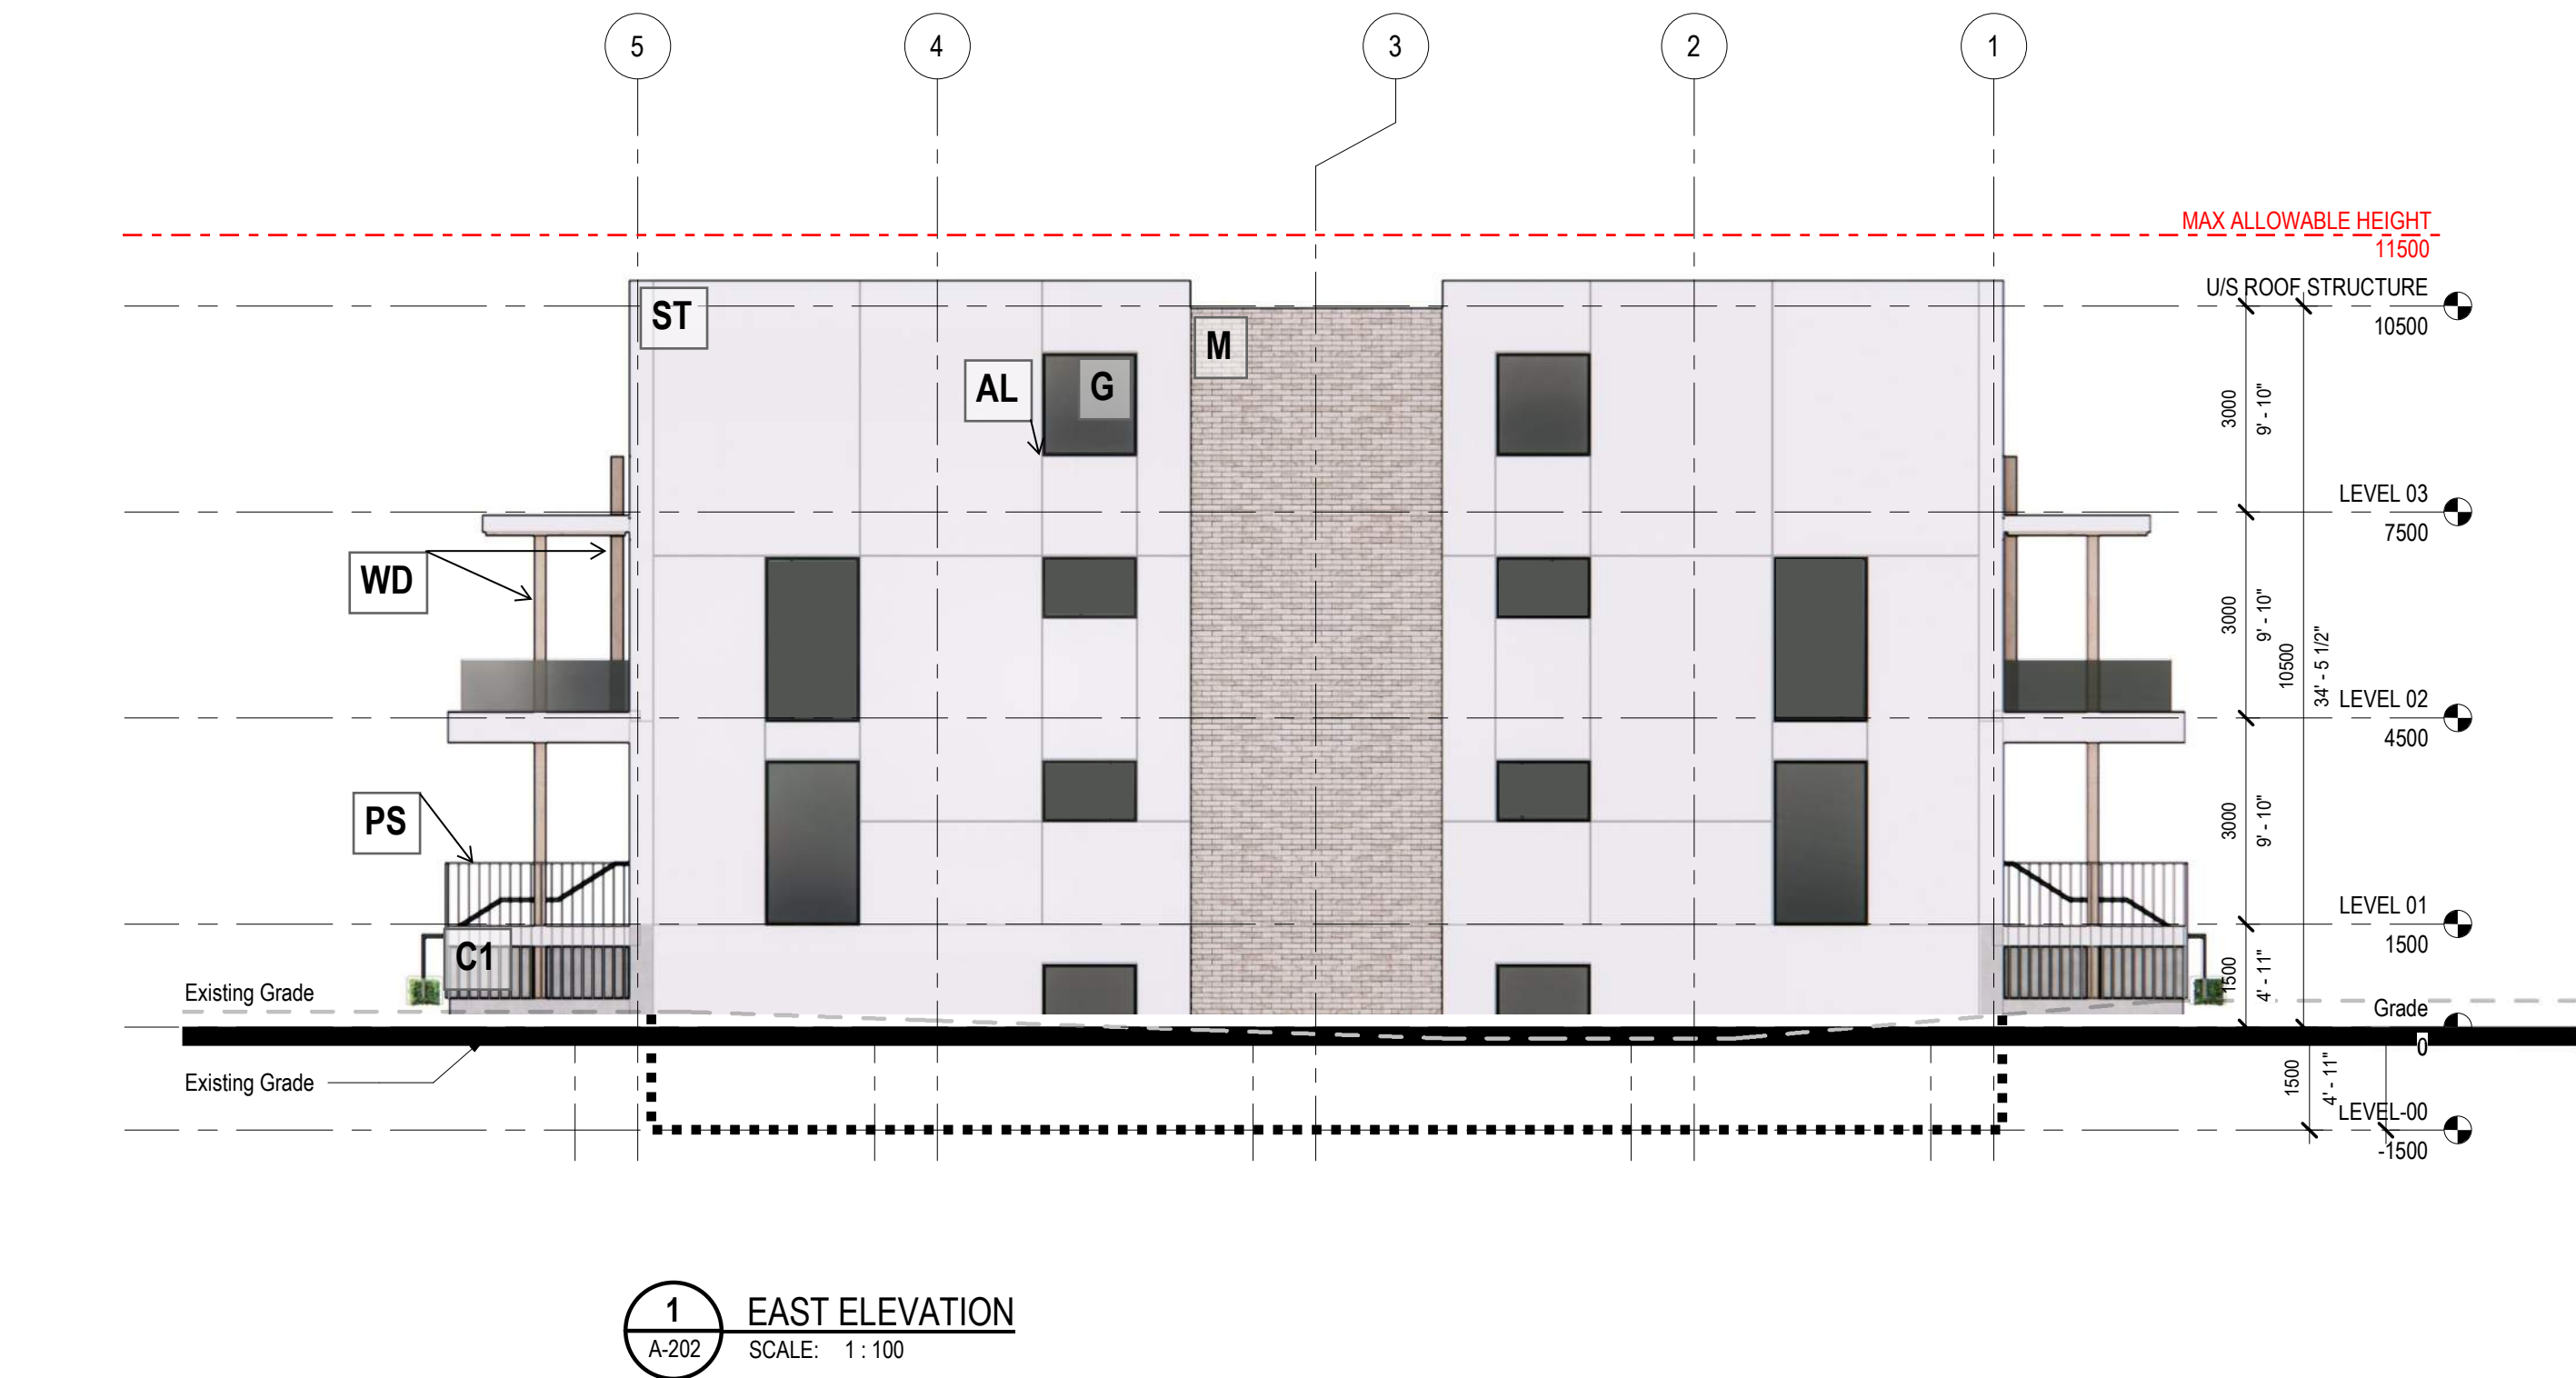 5
4
3
2
1
MAX ALLOWABLE HEIGHT
11500
U/S ROOF STRUCTURE
10500
ST
M
AL
G
3000
9' - 10"
LEVEL 03
7500
WD
3000
9' - 10"
10500
34' - 5 1/2"
LEVEL 02
4500
PS
3000
9' - 10"
LEVEL 01
1500
C1
1500
4' - 11"
Existing Grade
Grade
0
Existing Grade
1500
4' - 11"
LEVEL-00
-1500
1
A-202
EAST ELEVATION
SCALE: 1 : 100